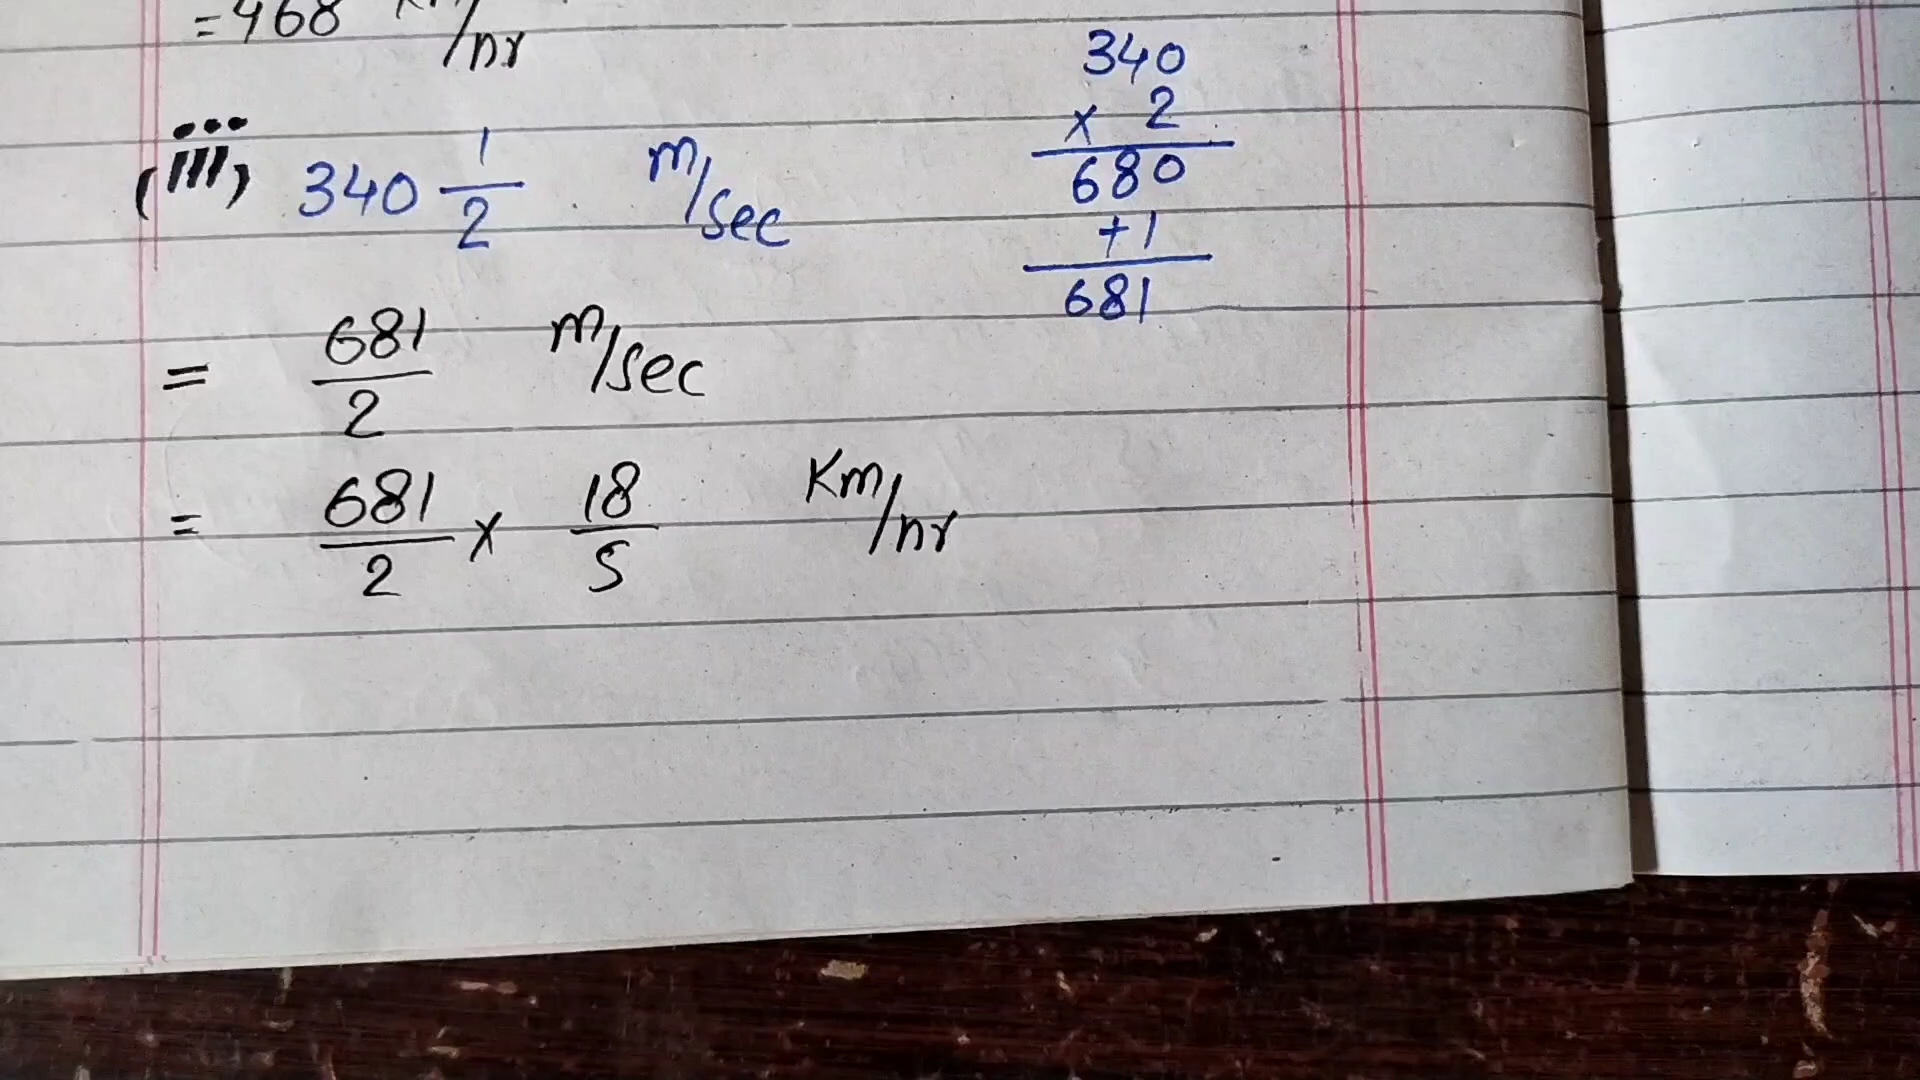 =468 Km/hr
(iii) 340 1/2 m/sec
= 681/2 m/sec
= 681/2 x 18/5 Km/hr
340
x 2
680
+1
681